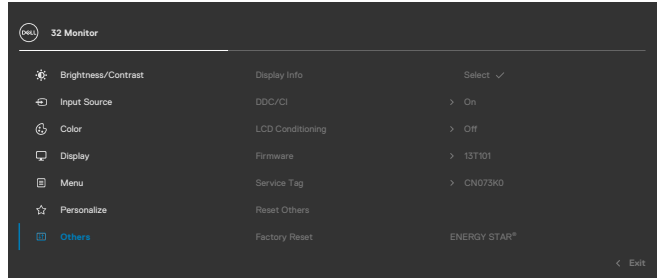 DELL
32 Monitor
Brightness/Contrast Display Info Select ✓
Input Source DDC/CI > On
Color LCD Conditioning > Off
Display Firmware > 13T101
Menu Service Tag > CN073K0
Personalize Reset Others
Others Factory Reset ENERGY STAR®
< Exit